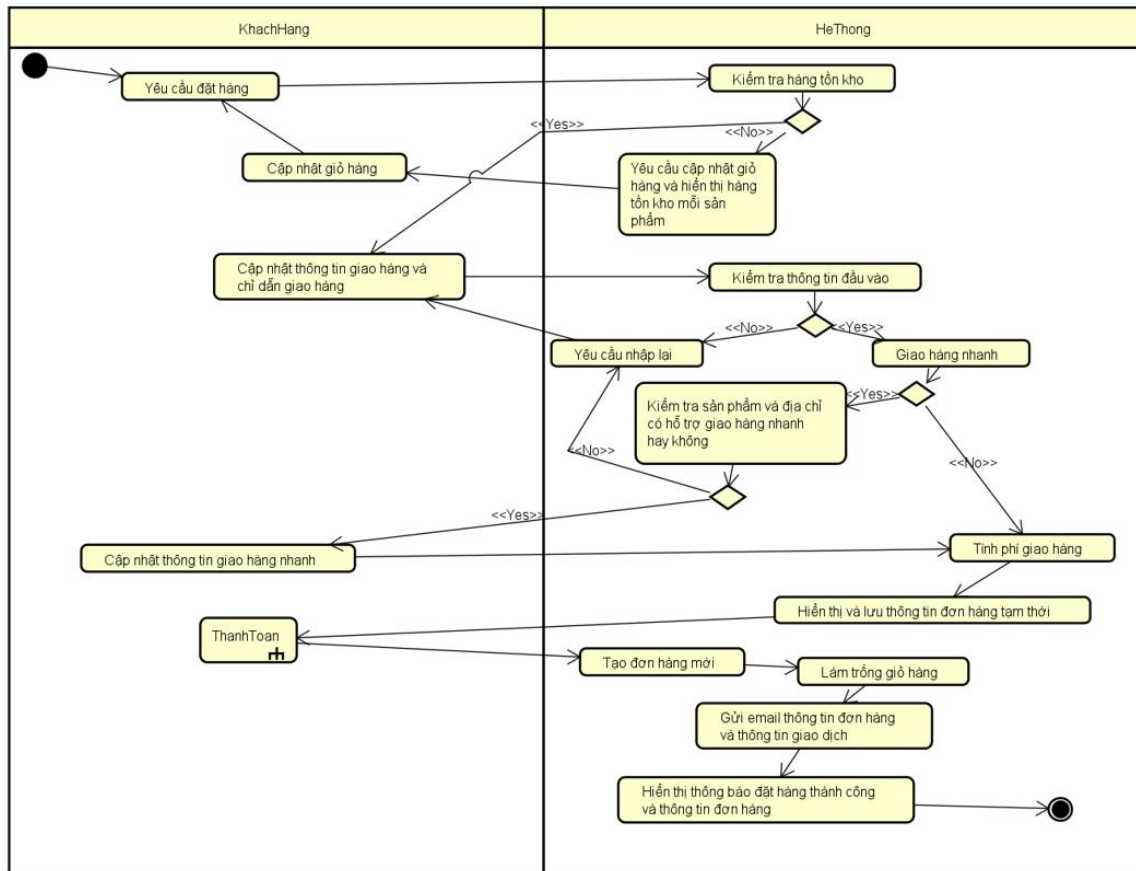 KhachHang
HeThong
Yêu cầu đặt hàng
Kiểm tra hàng tồn kho
<<Yes>>
<<No>>
Cập nhật giỏ hàng
Yêu cầu cập nhật giỏ
hàng và hiển thị hàng
tồn kho mỗi sản
phẩm
Cập nhật thông tin giao hàng và
chỉ dẫn giao hàng
Kiểm tra thông tin đầu vào
<<No>>
<<Yes>>
Yêu cầu nhập lại
Giao hàng nhanh
Kiểm tra sản phẩm và địa chỉ
có hỗ trợ giao hàng nhanh
hay không
<<Yes>>
<<No>>
<<No>>
<<Yes>>
Cập nhật thông tin giao hàng nhanh
Tính phí giao hàng
Hiển thị và lưu thông tin đơn hàng tạm thời
ThanhToan
Tạo đơn hàng mới
Làm trống giỏ hàng
Gửi email thông tin đơn hàng
và thông tin giao dịch
Hiển thị thông báo đặt hàng thành công
và thông tin đơn hàng